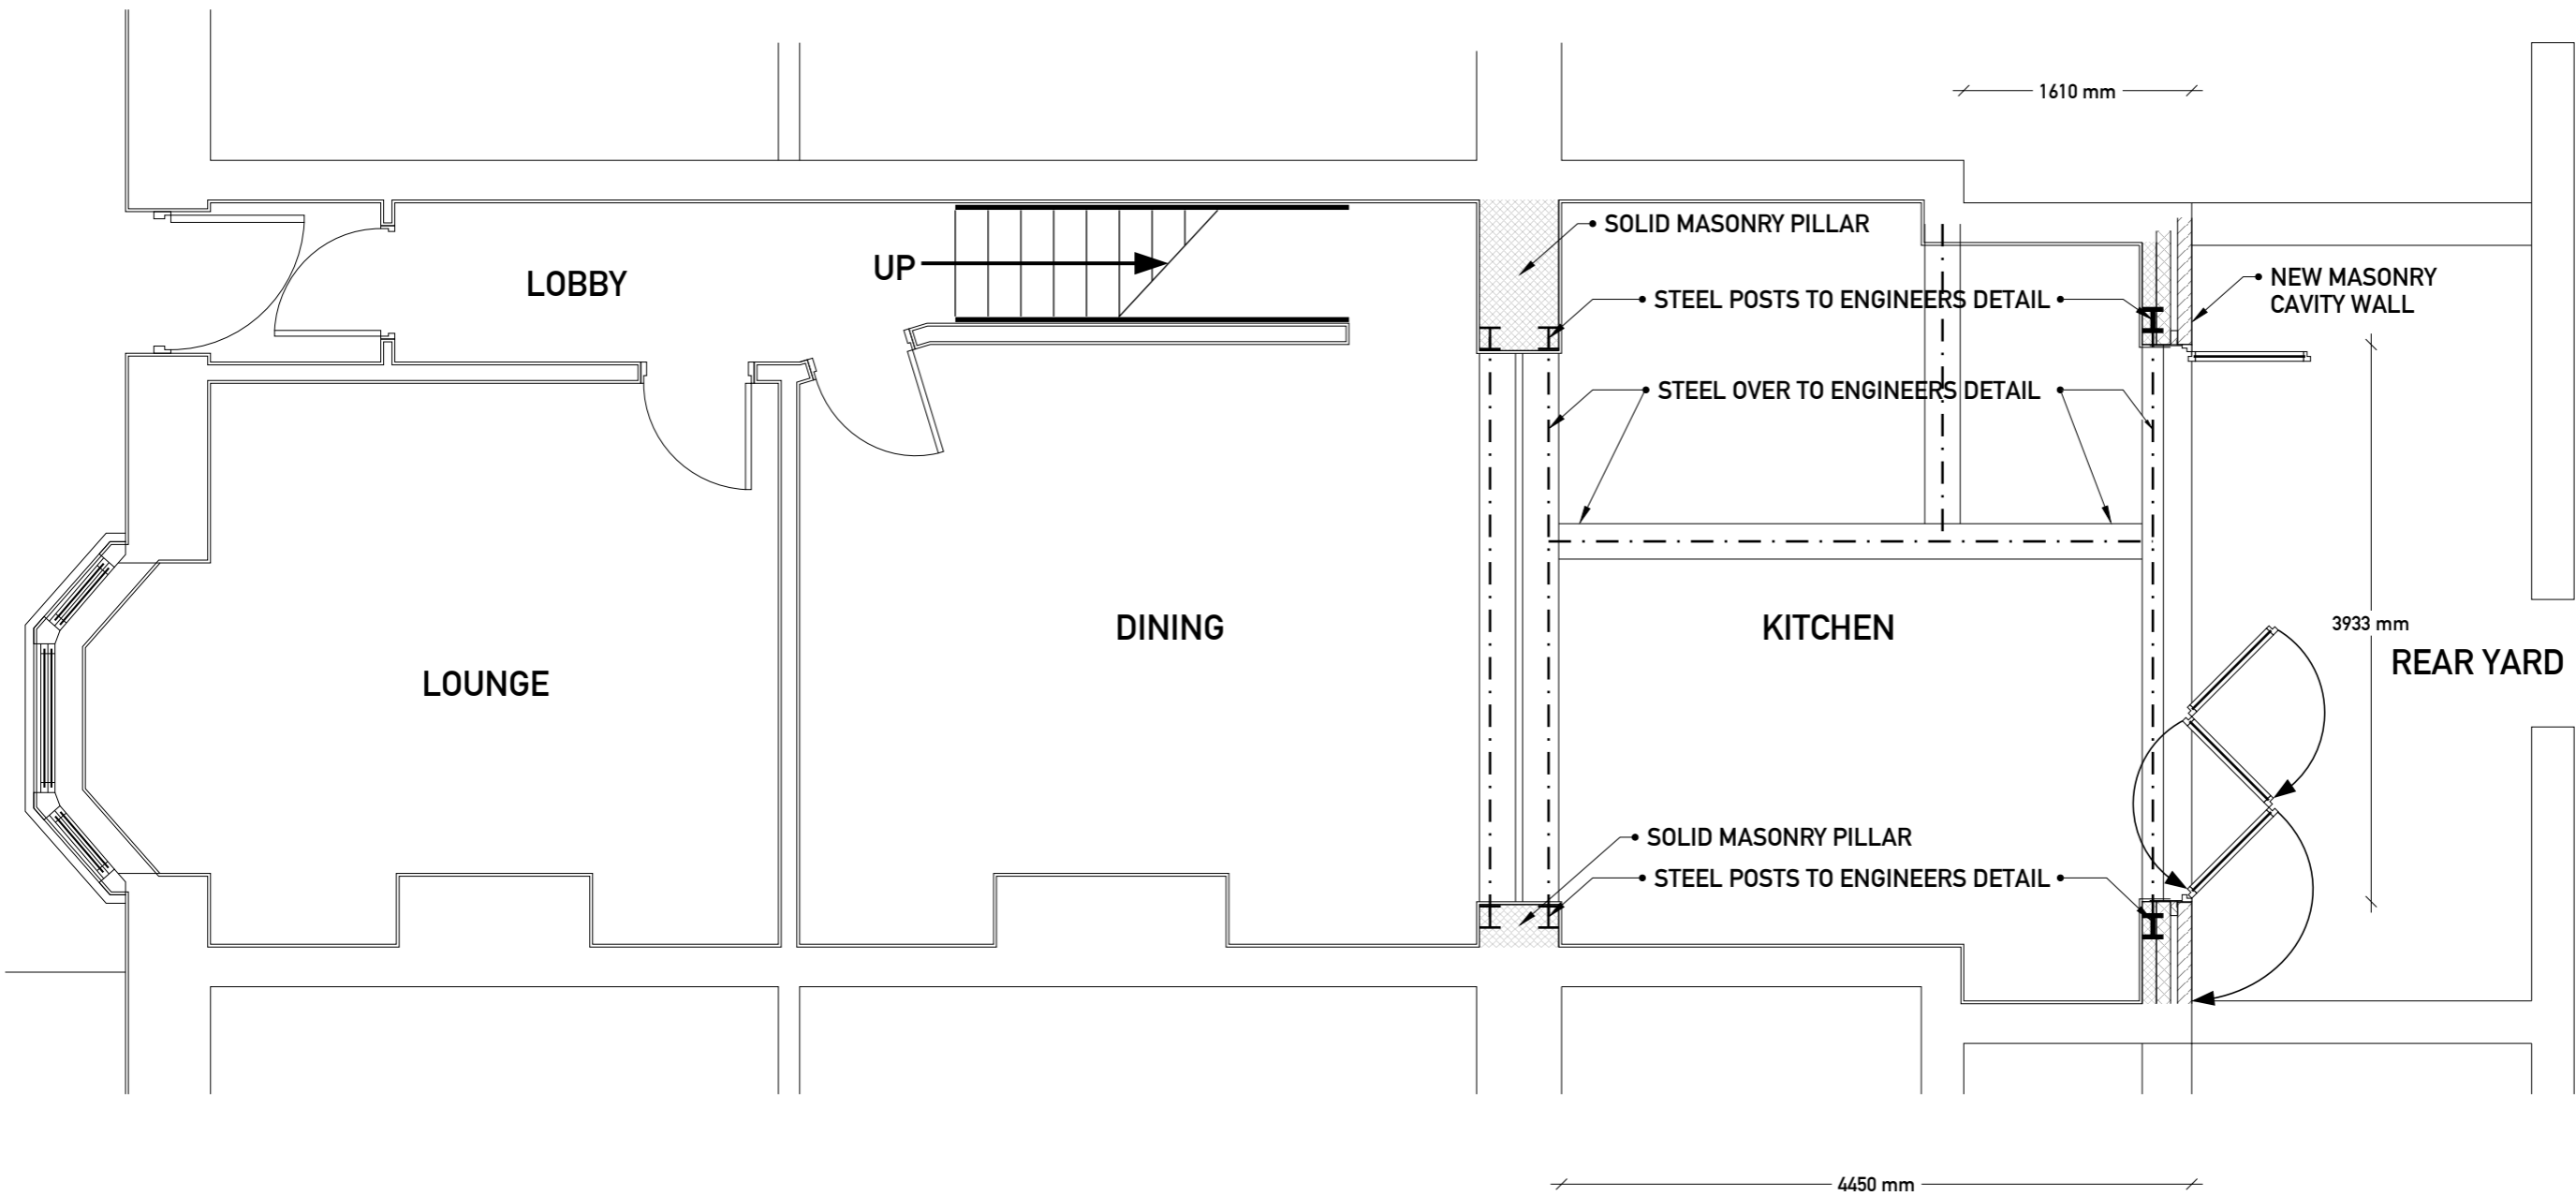 1610 mm
SOLID MASONRY PILLAR
LOBBY
UP
STEEL POSTS TO ENGINEERS DETAIL
NEW MASONRY
CAVITY WALL
STEEL OVER TO ENGINEERS DETAIL
DINING
KITCHEN
3933 mm
REAR YARD
LOUNGE
SOLID MASONRY PILLAR
STEEL POSTS TO ENGINEERS DETAIL
4450 mm